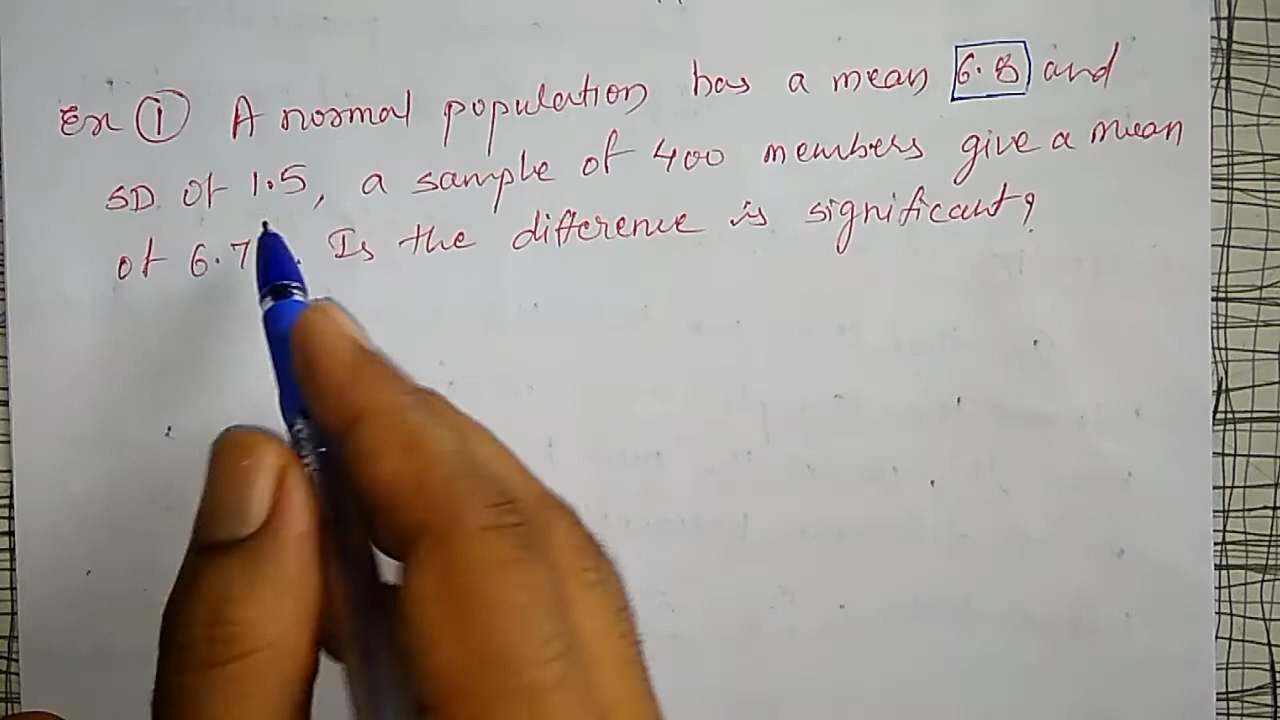 Ex ① A normal population has a mean 6.8 and
SD of 1.5, a sample of 400 members give a mean
of 6.7 . Is the difference is significant?